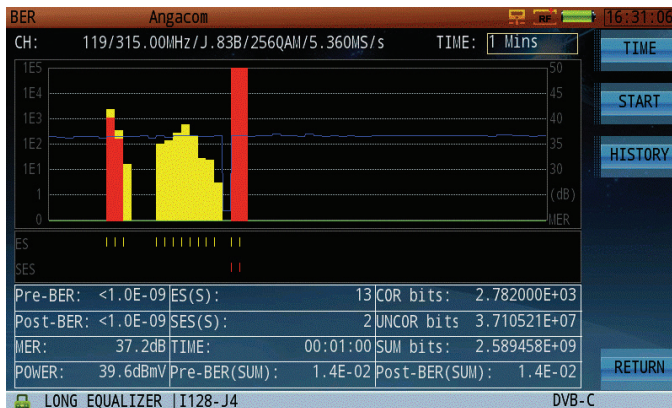 BER Angacom RF 16:31:06
CH: 119/315.00MHz/J.83B/256QAM/5.360MS/s TIME: 1 Mins
TIME
START
HISTORY
1E5 50
1E4 45
1E3 40
1E2 35
1E1 30
1 (dB)
0 MER
ES
SES
Pre-BER: <1.0E-09 ES(S): 13 COR bits: 2.782000E+03
Post-BER: <1.0E-09 SES(S): 2 UNCOR bits 3.710521E+07
MER: 37.2dB TIME: 00:01:00 SUM bits: 2.589458E+09
POWER: 39.6dBmV Pre-BER(SUM): 1.4E-02 Post-BER(SUM): 1.4E-02
RETURN
LONG EQUALIZER |I128-J4 DVB-C